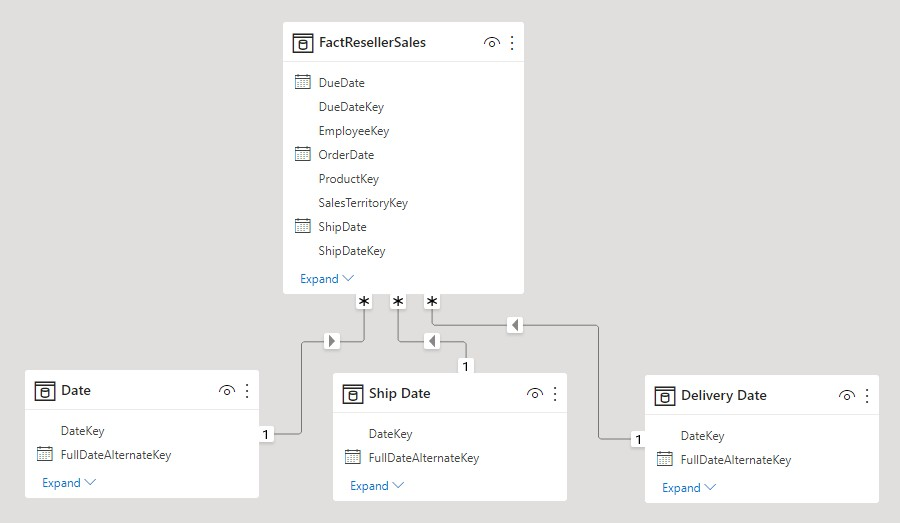 FactResellerSales
DueDate
DueDateKey
EmployeeKey
OrderDate
ProductKey
SalesTerritoryKey
ShipDate
ShipDateKey
Expand
* * *
1
Date
DateKey
1
FullDateAlternateKey
Expand
Ship Date
DateKey
FullDateAlternateKey
Expand
1
Delivery Date
DateKey
FullDateAlternateKey
Expand